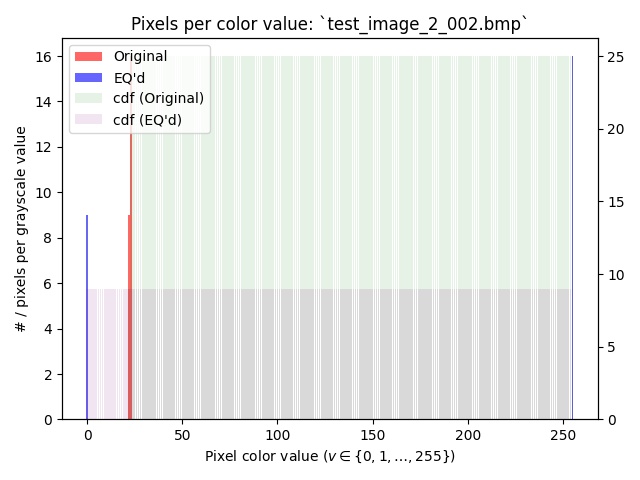 Pixels per color value: `test_image_2_002.bmp`
Original
EQ'd
cdf (Original)
cdf (EQ'd)
# / pixels per grayscale value
16
14
12
10
8
6
4
2
0
25
20
15
10
5
0
0 50 100 150 200 250
Pixel color value (v ∈ {0, 1, ..., 255})